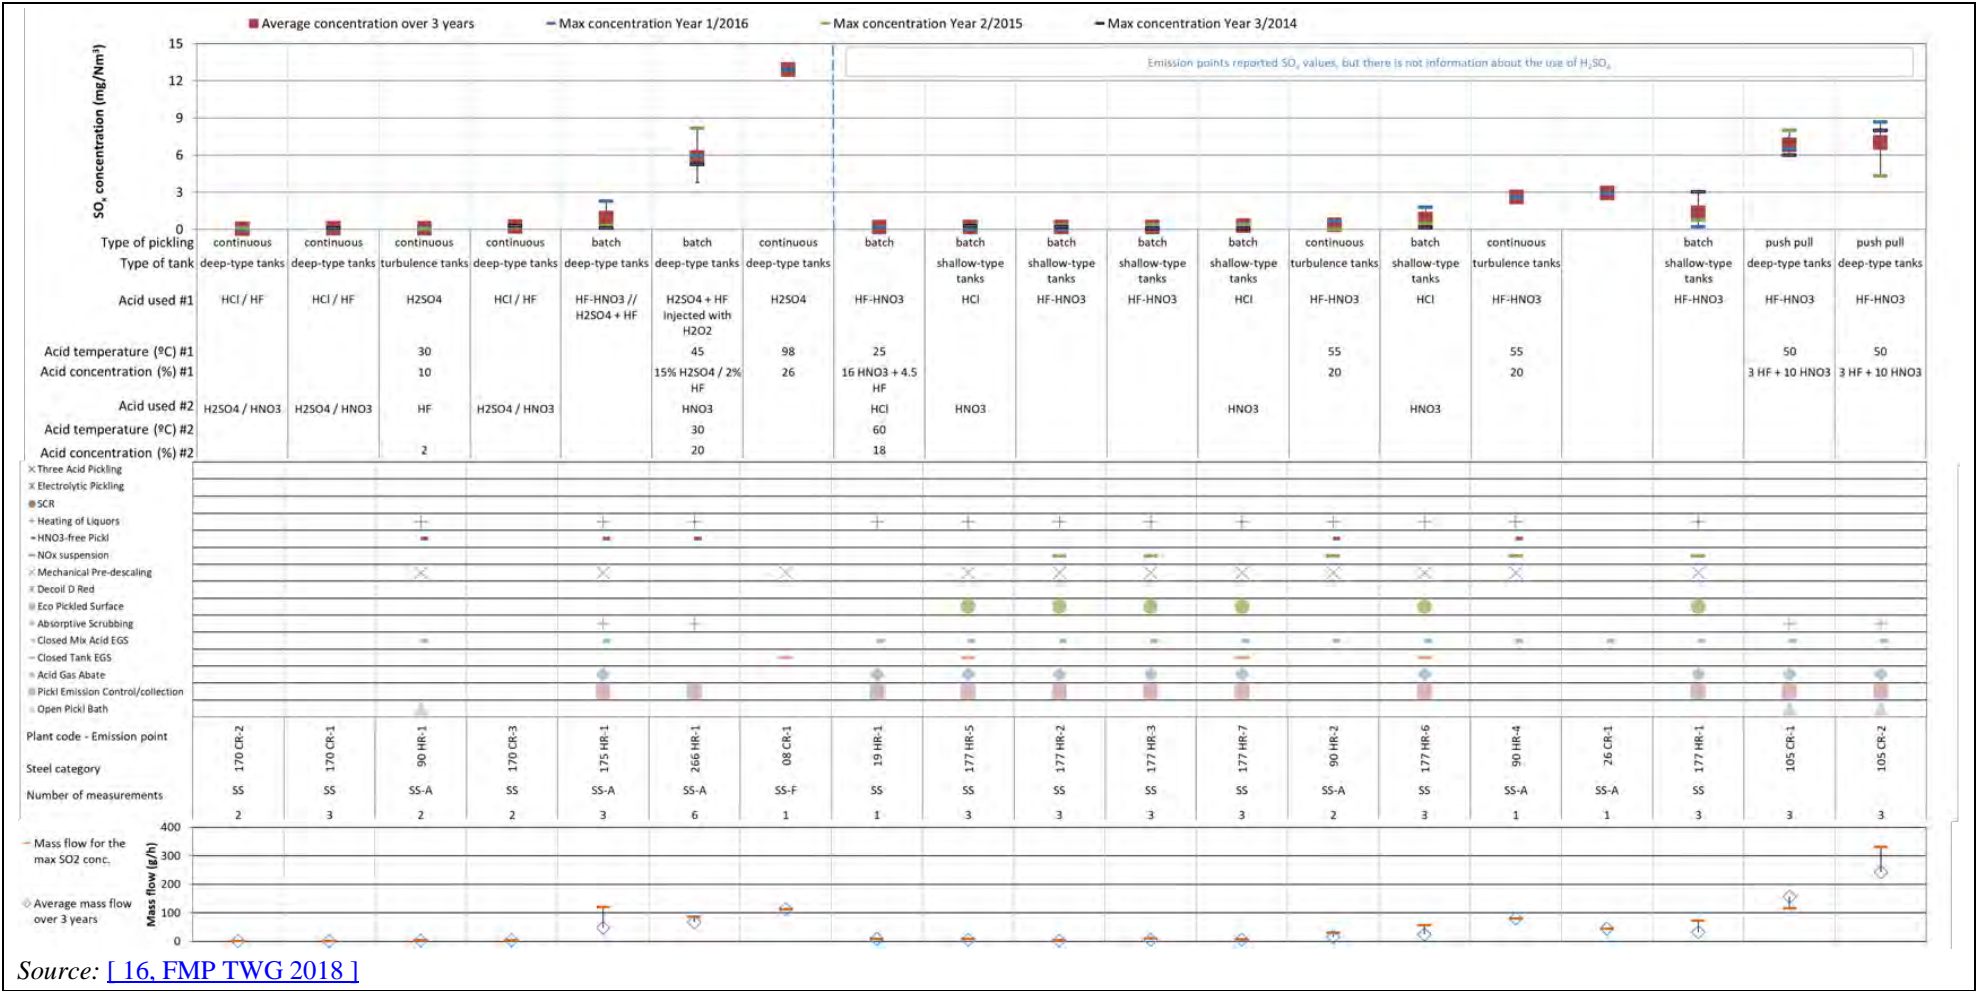 Average concentration over 3 years Max concentration Year 1/2016 Max concentration Year 2/2015 Max concentration Year 3/2014
Emission points reported SOₓ values, but there is not information about the use of H₂SO₄
SOₓ concentration (mg/Nm³)
15
12
9
6
3
0
Type of pickling continuous continuous continuous continuous batch batch continuous batch batch batch batch batch continuous batch continuous batch push pull push pull
Type of tank deep-type tanks deep-type tanks turbulence tanks deep-type tanks deep-type tanks deep-type tanks deep-type tanks shallow-type tanks shallow-type tanks shallow-type tanks shallow-type tanks turbulence tanks shallow-type tanks turbulence tanks shallow-type tanks deep-type tanks deep-type tanks
Acid used #1 HCl / HF HCl / HF H2SO4 HCl / HF HF-HNO3 // H2SO4 + HF H2SO4 + HF Injected with H2O2 H2SO4 HF-HNO3 HCl HF-HNO3 HF-HNO3 HCl HF-HNO3 HCl HF-HNO3 HF-HNO3 HF-HNO3 HF-HNO3
Acid temperature (ºC) #1 30 45 98 25 55 55 50 50
Acid concentration (%) #1 10 15% H2SO4 / 2% HF 26 16 HNO3 + 4.5 HF 20 20 3 HF + 10 HNO3 3 HF + 10 HNO3
Acid used #2 H2SO4 / HNO3 H2SO4 / HNO3 HF H2SO4 / HNO3 HNO3 HCl HNO3 HNO3 HNO3
Acid temperature (ºC) #2 30 60
Acid concentration (%) #2 2 20 18
Three Acid Pickling
Electrolytic Pickling
SCR
Heating of Liquors
HNO3-free Pickl
NOx suspension
Mechanical Pre-descaling
Decoil D Red
Eco Pickled Surface
Absorptive Scrubbing
Closed Mix Acid EGS
Closed Tank EGS
Acid Gas Abate
Pickl Emission Control/collection
Open Pickl Bath
Plant code - Emission point 170 CR-2 170 CR-1 90 HR-1 170 CR-3 175 HR-1 266 HR-1 08 CR-1 19 HR-1 177 HR-5 177 HR-2 177 HR-3 177 HR-7 90 HR-2 177 HR-6 90 HR-4 26 CR-1 177 HR-1 105 CR-1 105 CR-2
Steel category SS SS SS-A SS SS-A SS-A SS-F SS SS SS SS SS SS-A SS SS-A SS-A SS
Number of measurements 2 3 2 2 3 6 1 1 3 3 3 3 2 3 1 1 3 3 3
Mass flow for the max SO2 conc.
Average mass flow over 3 years
Mass flow (g/h)
400
300
200
100
0
Source: [ 16, FMP TWG 2018 ]